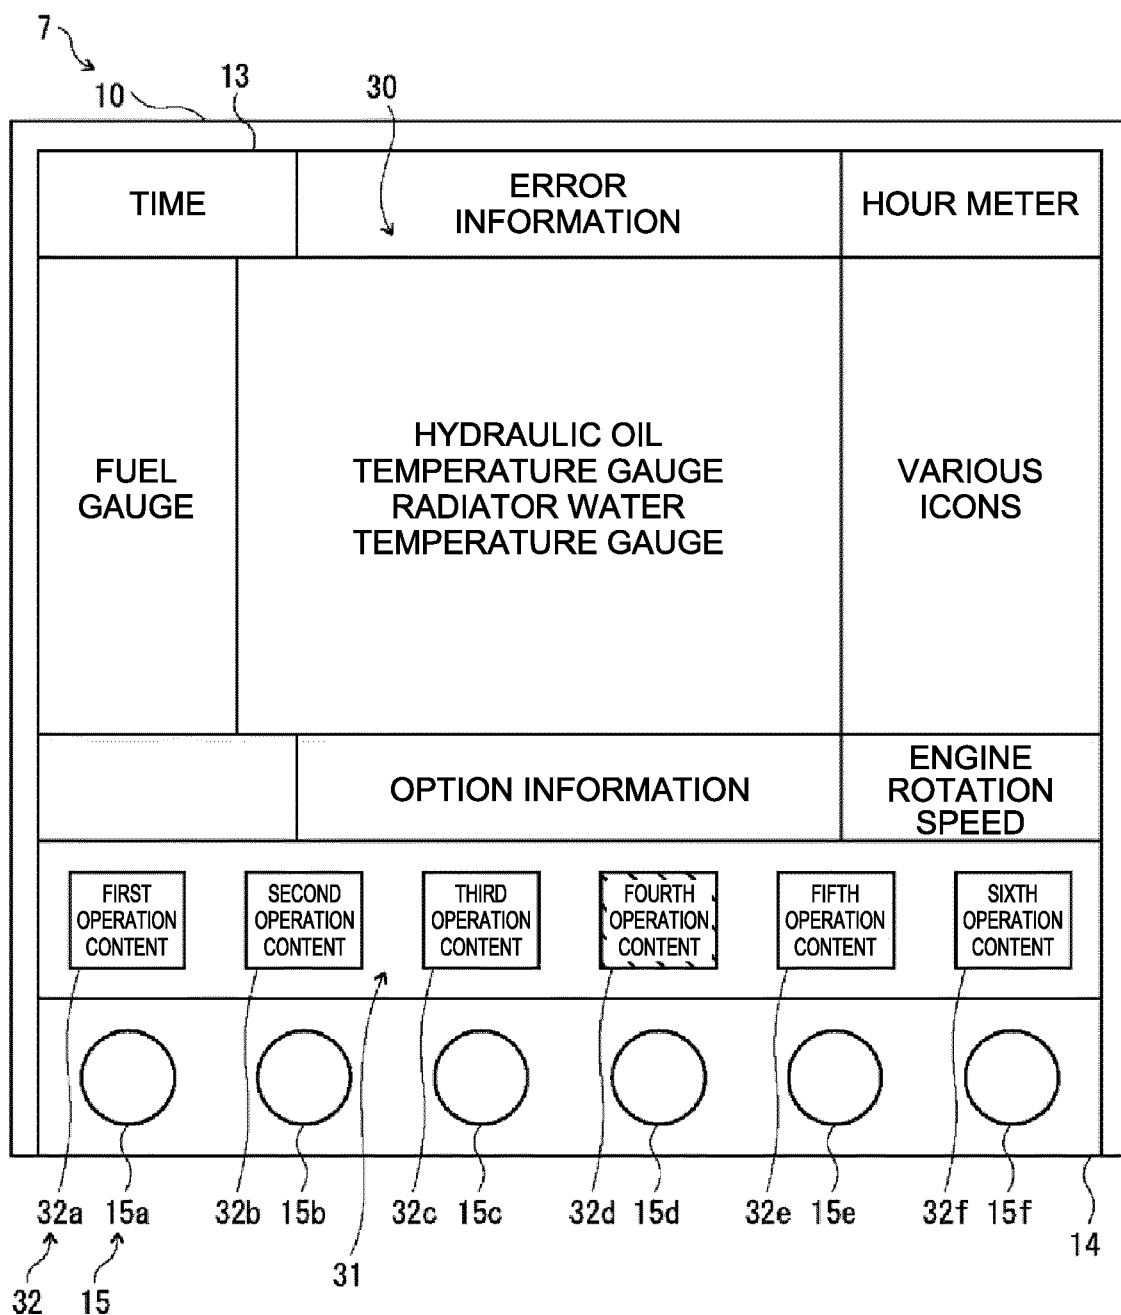 7
10
13
30
TIME
ERROR
INFORMATION
HOUR METER
FUEL
GAUGE
HYDRAULIC OIL
TEMPERATURE GAUGE
RADIATOR WATER
TEMPERATURE GAUGE
VARIOUS
ICONS
OPTION INFORMATION
ENGINE
ROTATION
SPEED
FIRST
OPERATION
CONTENT
SECOND
OPERATION
CONTENT
THIRD
OPERATION
CONTENT
FOURTH
OPERATION
CONTENT
FIFTH
OPERATION
CONTENT
SIXTH
OPERATION
CONTENT
32a 15a 32b 15b 32c 15c 32d 15d 32e 15e 32f 15f
14
31
32 15